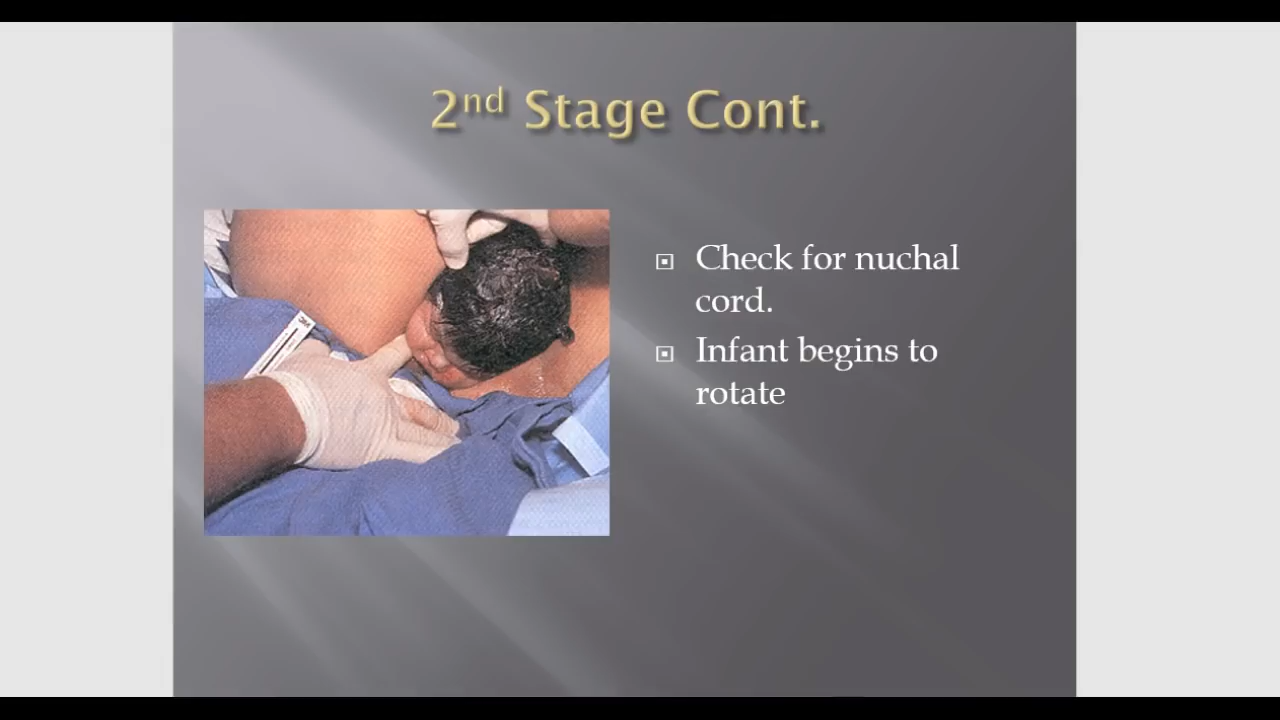 2nd Stage Cont.
Check for nuchal
cord.
Infant begins to
rotate